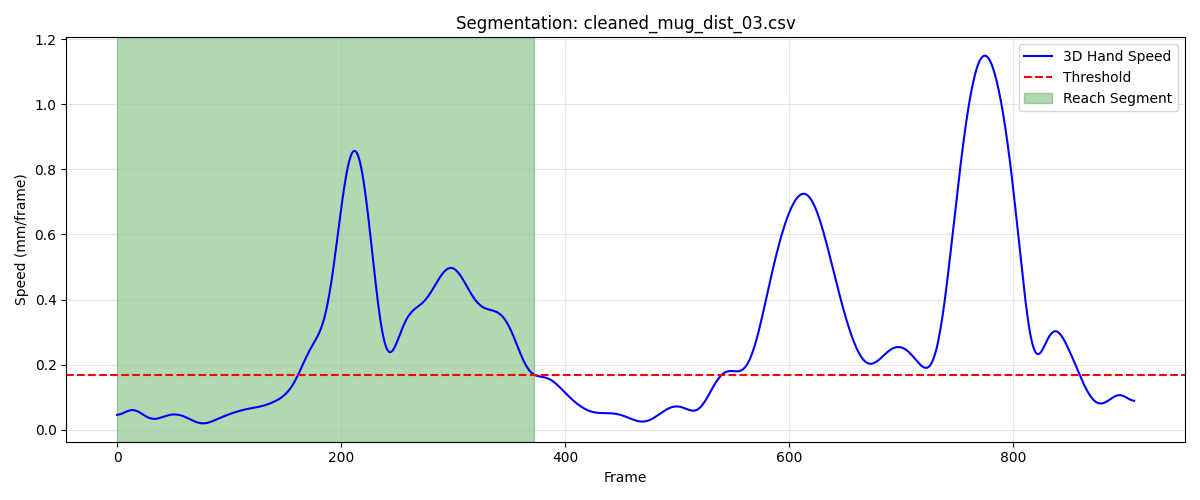 Segmentation: cleaned_mug_dist_03.csv
1.2
1.0
0.8
0.6
0.4
0.2
0.0
Speed (mm/frame)
3D Hand Speed
Threshold
Reach Segment
0 200 400 600 800
Frame